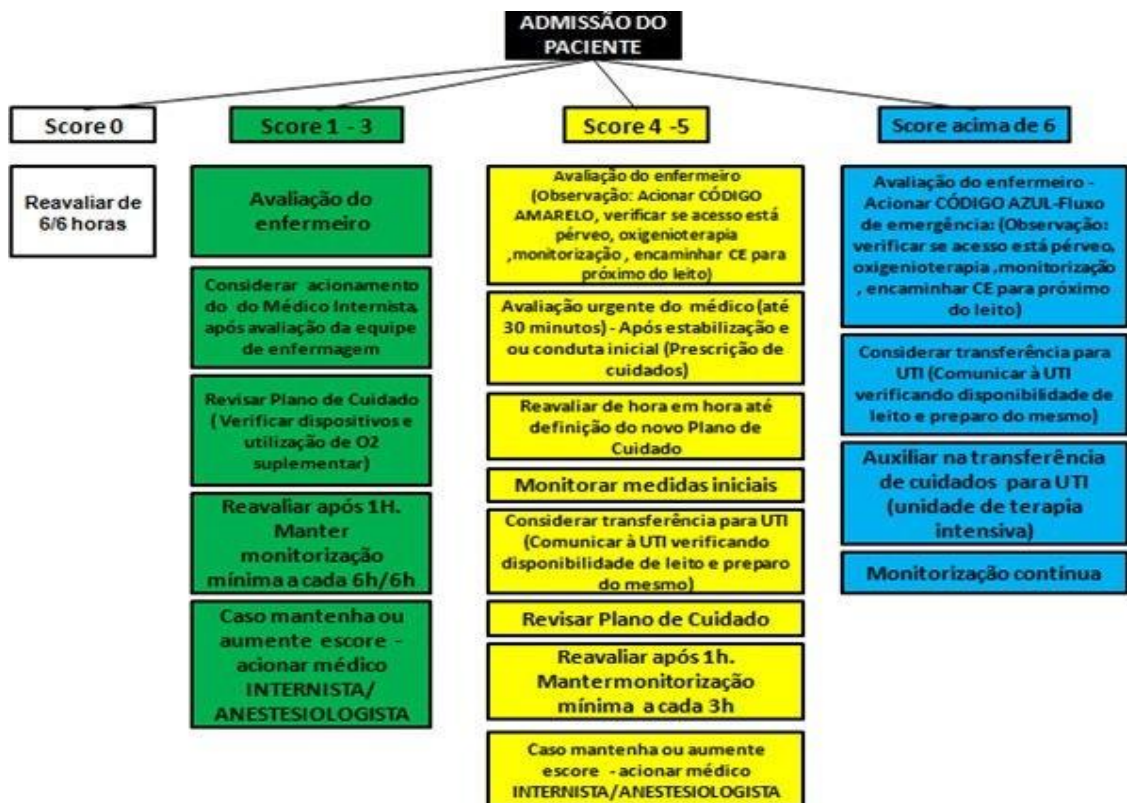 ADMISSÃO DO
PACIENTE
Score 0
Reavaliar de
6/6 horas
Score 1 - 3
Avaliação do
enfermeiro
Considerar acionamento
do do Médico Internista,
após avaliação da equipe
de enfermagem
Revisar Plano de Cuidado
( Verificar dispositivos e
utilização de O2
suplementar)
Reavaliar após 1H.
Manter
monitorização
mínima a cada 6h/6h
Caso mantenha ou
aumente escore -
acionar médico
INTERNISTA/
ANESTESIOLOGISTA
Score 4 -5
Avaliação do enfermeiro
(Observação: Acionar CÓDIGO
AMARELO, verificar se acesso está
pérveo, oxigenioterapia
,monitorização , encaminhar CE para
próximo do leito)
Avaliação urgente do médico (até
30 minutos) - Após estabilização e
ou conduta inicial (Prescrição de
cuidados)
Reavaliar de hora em hora até
definição do novo Plano de
Cuidado
Monitorar medidas iniciais
Considerar transferência para UTI
(Comunicar à UTI verificando
disponibilidade de leito e preparo
do mesmo)
Revisar Plano de Cuidado
Reavaliar após 1h.
Mantermonitorização
mínima a cada 3h
Caso mantenha ou aumente
escore - acionar médico
INTERNISTA/ANESTESIOLOGISTA
Score acima de 6
Avaliação do enfermeiro -
Acionar CÓDIGO AZUL-Fluxo
de emergência: (Observação:
verificar se acesso está pérveo,
oxigenioterapia ,monitorização
, encaminhar CE para próximo
do leito)
Considerar transferência para
UTI (Comunicar à UTI
verificando disponibilidade de
leito e preparo do mesmo)
Auxiliar na transferência
de cuidados para UTI
(unidade de terapia
intensiva)
Monitorização contínua